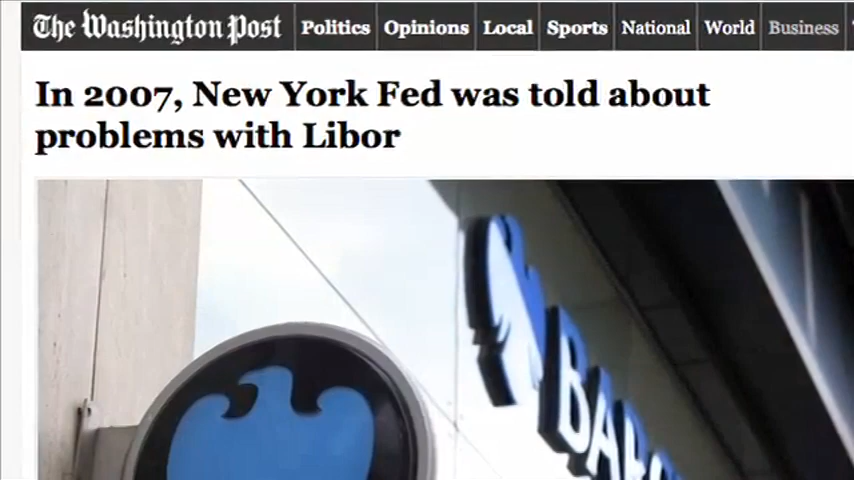 The Washington Post Politics Opinions Local Sports National World Business
In 2007, New York Fed was told about
problems with Libor
BAR